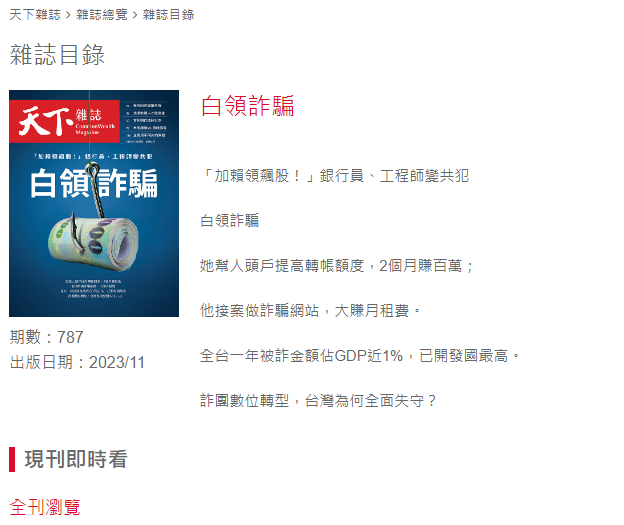 天下雜誌 › 雜誌總覽 › 雜誌目錄
雜誌目錄
天下雜誌
CommonWealth
Magazine
「加賴領飆股！」銀行員、工程師變共犯
白領詐騙
期數：787
出版日期：2023/11
白領詐騙
「加賴領飆股！」銀行員、工程師變共犯
白領詐騙
她幫人頭戶提高轉帳額度，2個月賺百萬；
他接案做詐騙網站，大賺月租費。
全台一年被詐金額佔GDP近1%，已開發國最高。
詐團數位轉型，台灣為何全面失守？
現刊即時看
全刊瀏覽